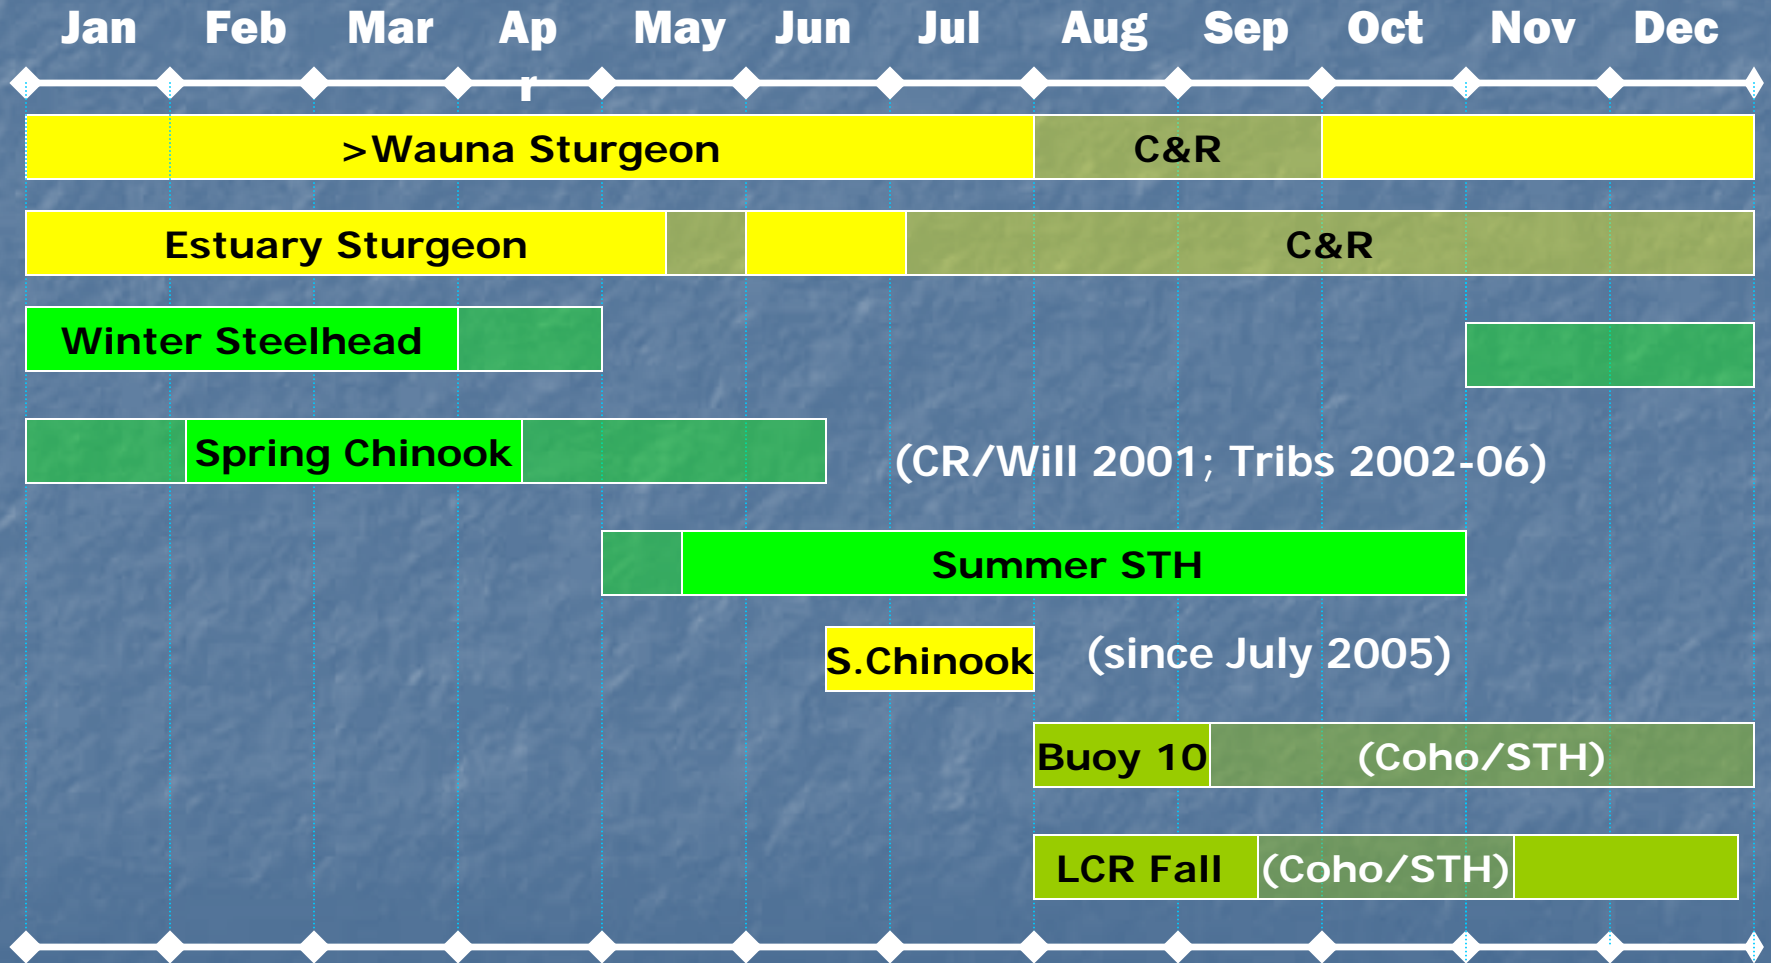 Jan Feb Mar Apr May Jun Jul Aug Sep Oct Nov Dec
>Wauna Sturgeon C&R
Estuary Sturgeon C&R
Winter Steelhead
Spring Chinook (CR/Will 2001; Tribs 2002-06)
Summer STH
S.Chinook (since July 2005)
Buoy 10 (Coho/STH)
LCR Fall (Coho/STH)